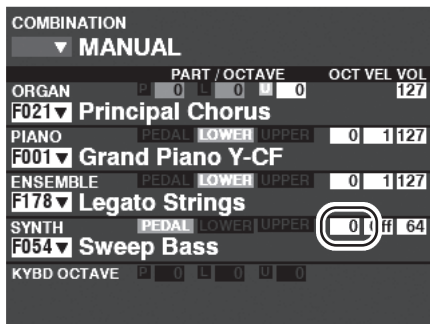 COMBINATION
▼ MANUAL
PART / OCTAVE OCT VEL VOL
ORGAN P 0 L 0 U 0 127
F021▼ Principal Chorus
PIANO PEDAL LOWER UPPER 0 1 127
F001▼ Grand Piano Y-CF
ENSEMBLE PEDAL LOWER UPPER 0 1 127
F178▼ Legato Strings
SYNTH PEDAL LOWER UPPER 0 ff 64
F054▼ Sweep Bass
KYBD OCTAVE P 0 L 0 U 0